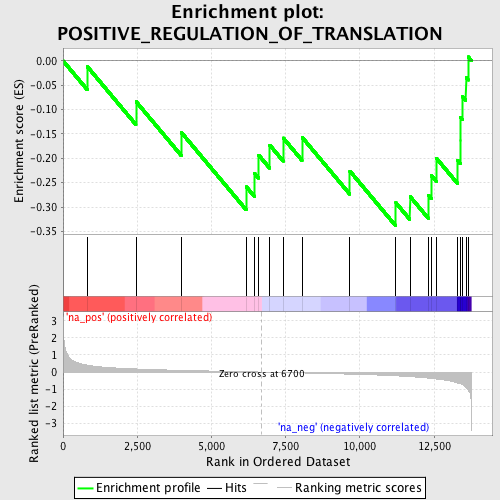 Enrichment plot:
POSITIVE_REGULATION_OF_TRANSLATION
Enrichment score (ES)
0.00
-0.05
-0.10
-0.15
-0.20
-0.25
-0.30
-0.35
'na_pos' (positively correlated)
Ranked list metric (PreRanked)
3
2
1
0
-1
-2
-3
Zero cross at 6700
'na_neg' (negatively correlated)
0
2,500
5,000
7,500
10,000
12,500
Rank in Ordered Dataset
Enrichment profile
Hits
Ranking metric scores